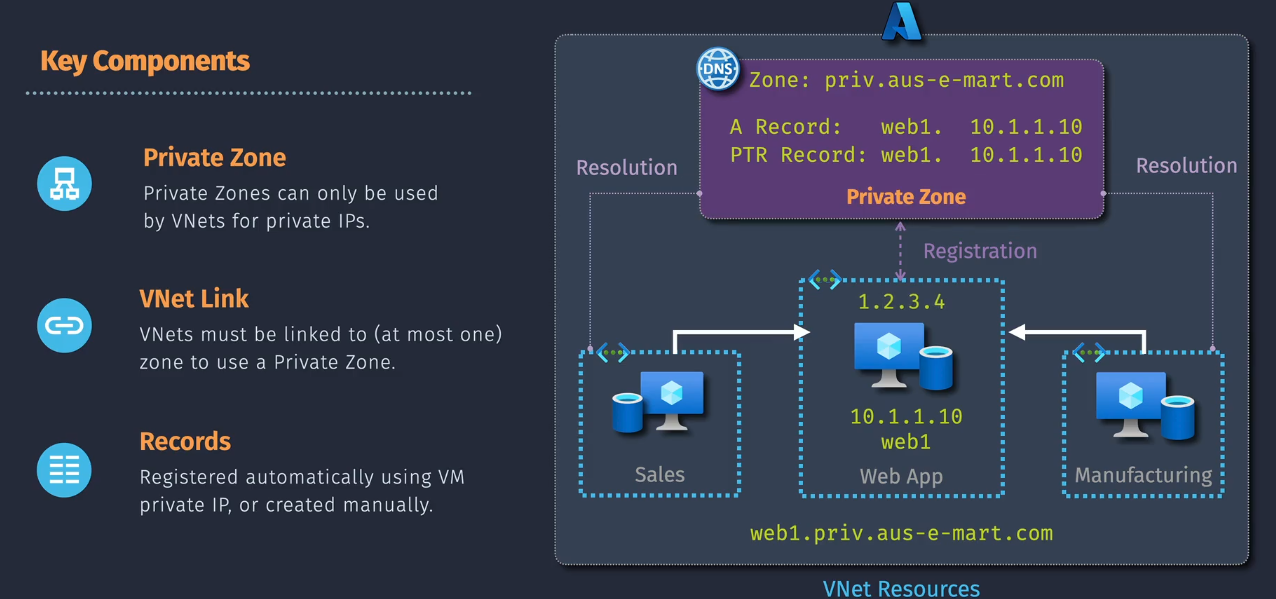 Key Components
Private Zone
Private Zones can only be used
by VNets for private IPs.
VNet Link
VNets must be linked to (at most one)
zone to use a Private Zone.
Records
Registered automatically using VM
private IP, or created manually.
DNS
Zone: priv.aus-e-mart.com
A Record: web1. 10.1.1.10
PTR Record: web1. 10.1.1.10
Private Zone
Resolution
Resolution
Registration
1.2.3.4
10.1.1.10
web1
Sales
Web App
Manufacturing
web1.priv.aus-e-mart.com
VNet Resources